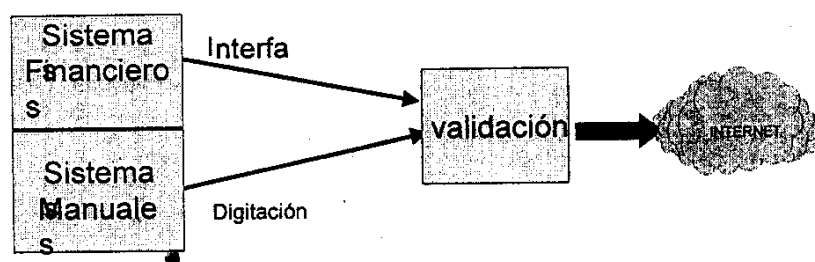 Sistema
s
Financiero
s
Interfa
Sistema
s
Manuale
s
Digitación
validación
INTERNET